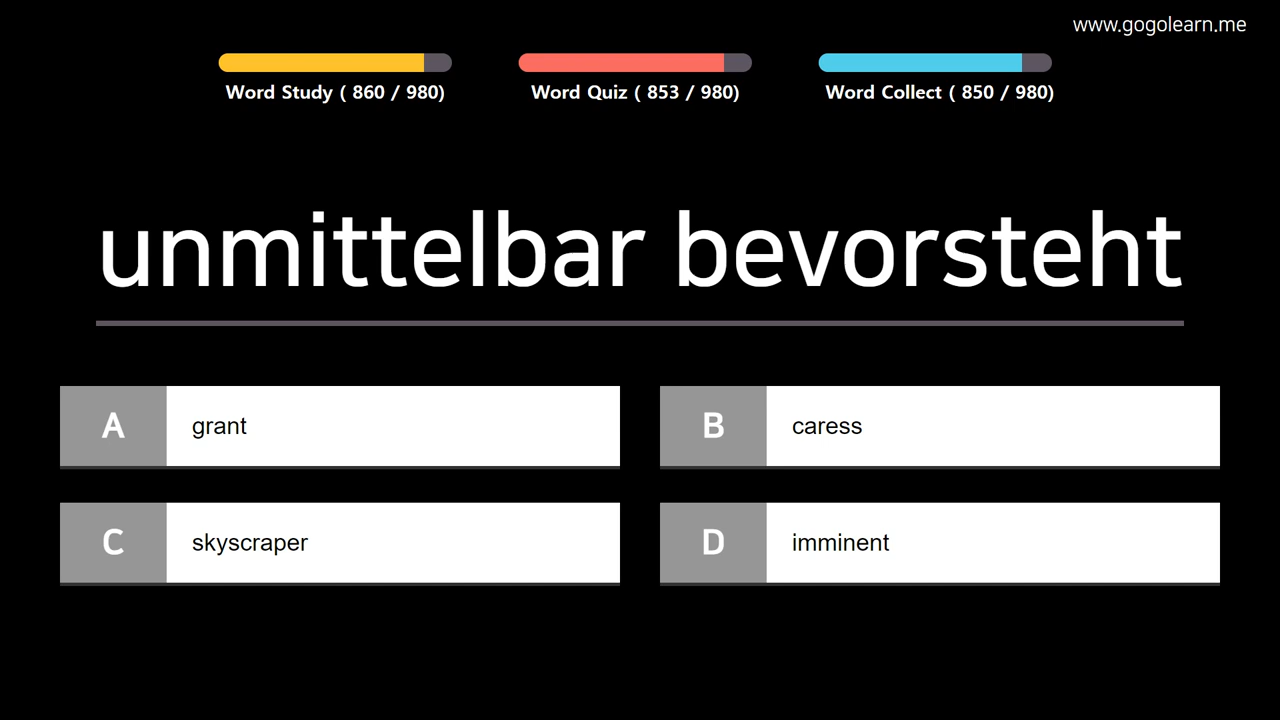 www.gogolearn.me
Word Study ( 860 / 980)
Word Quiz ( 853 / 980)
Word Collect ( 850 / 980)
unmittelbar bevorsteht
A grant
B caress
C skyscraper
D imminent